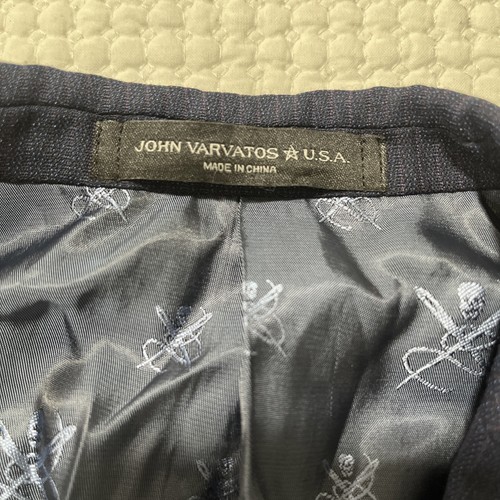 JOHN VARVATOS ☆ U.S.A.
MADE IN CHINA